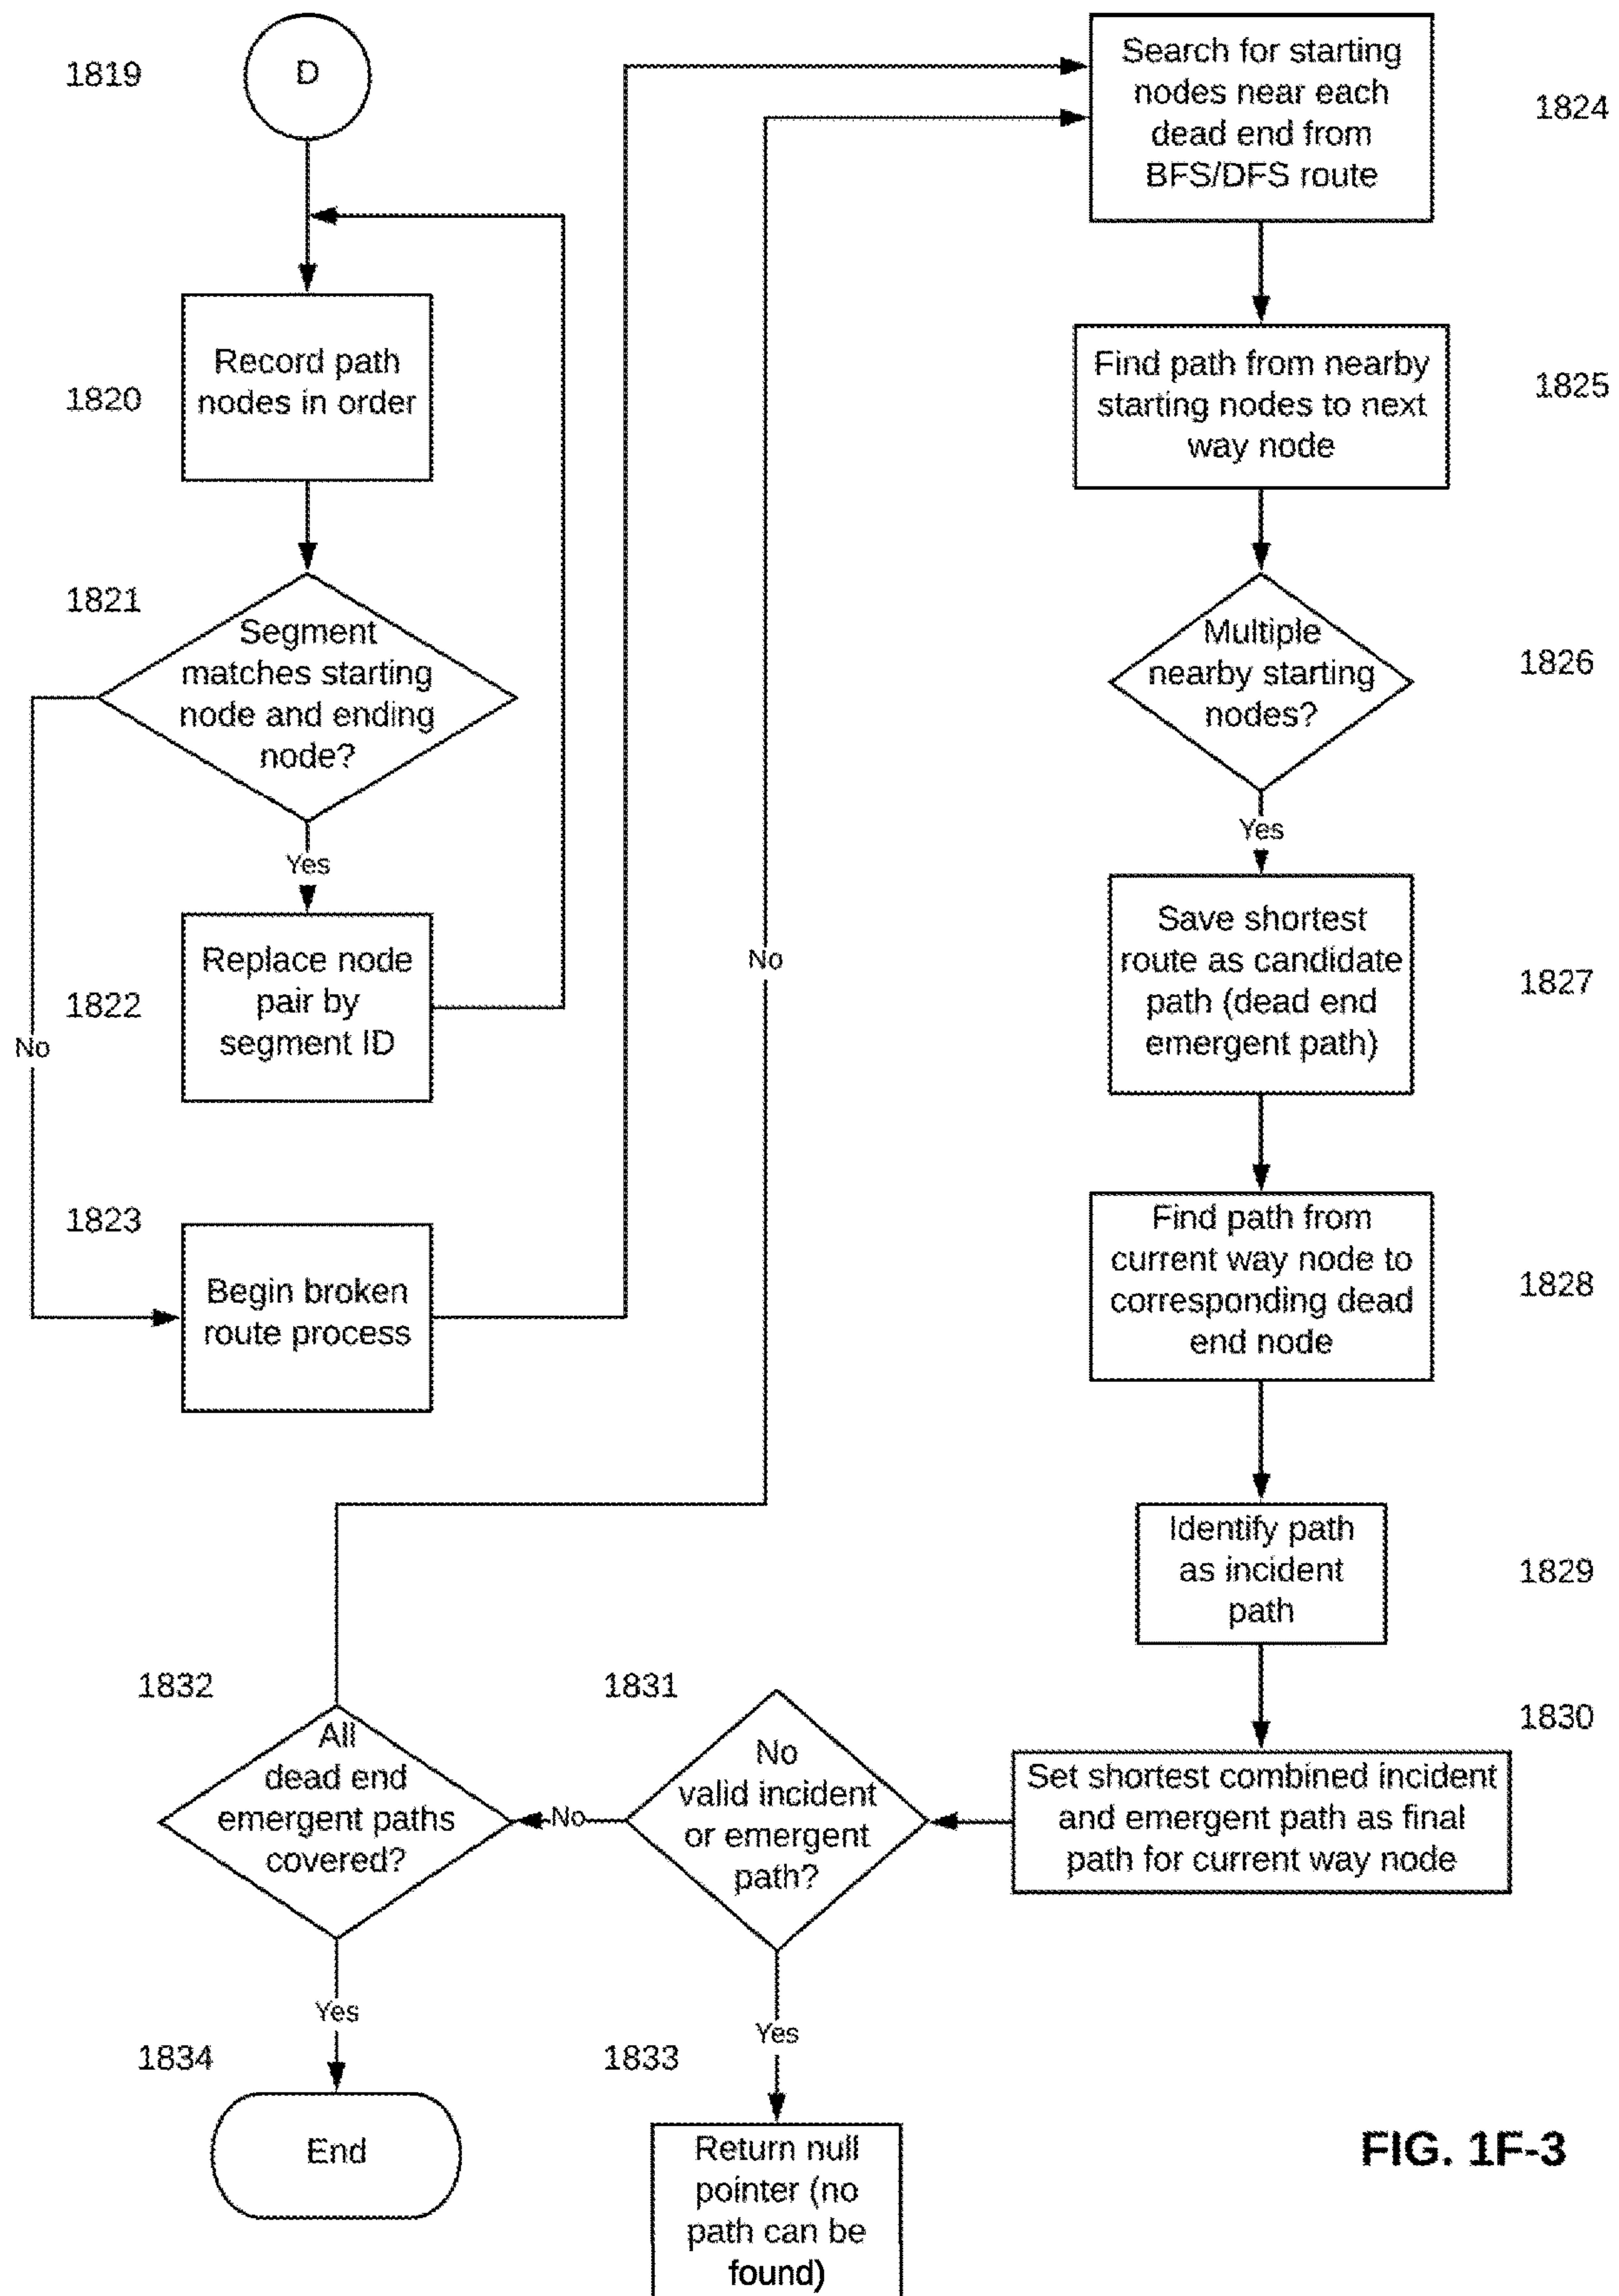 1819
D
1820
Record path
nodes in order
1821
Segment
matches starting
node and ending
node?
Yes
No
1822
Replace node
pair by
segment ID
1823
Begin broken
route process
No
Search for starting
nodes near each
dead end from
BFS/DFS route
1824
Find path from nearby
starting nodes to next
way node
1825
Multiple
nearby starting
nodes?
1826
Yes
Save shortest
route as candidate
path (dead end
emergent path)
1827
Find path from
current way node to
corresponding dead
end node
1828
Identify path
as incident
path
1829
1830
Set shortest combined incident
and emergent path as final
path for current way node
1831
No
valid incident
or emergent
path?
No
1832
All
dead end
emergent paths
covered?
Yes
1834
End
Yes
1833
Return null
pointer (no
path can be
found)
FIG. 1F-3